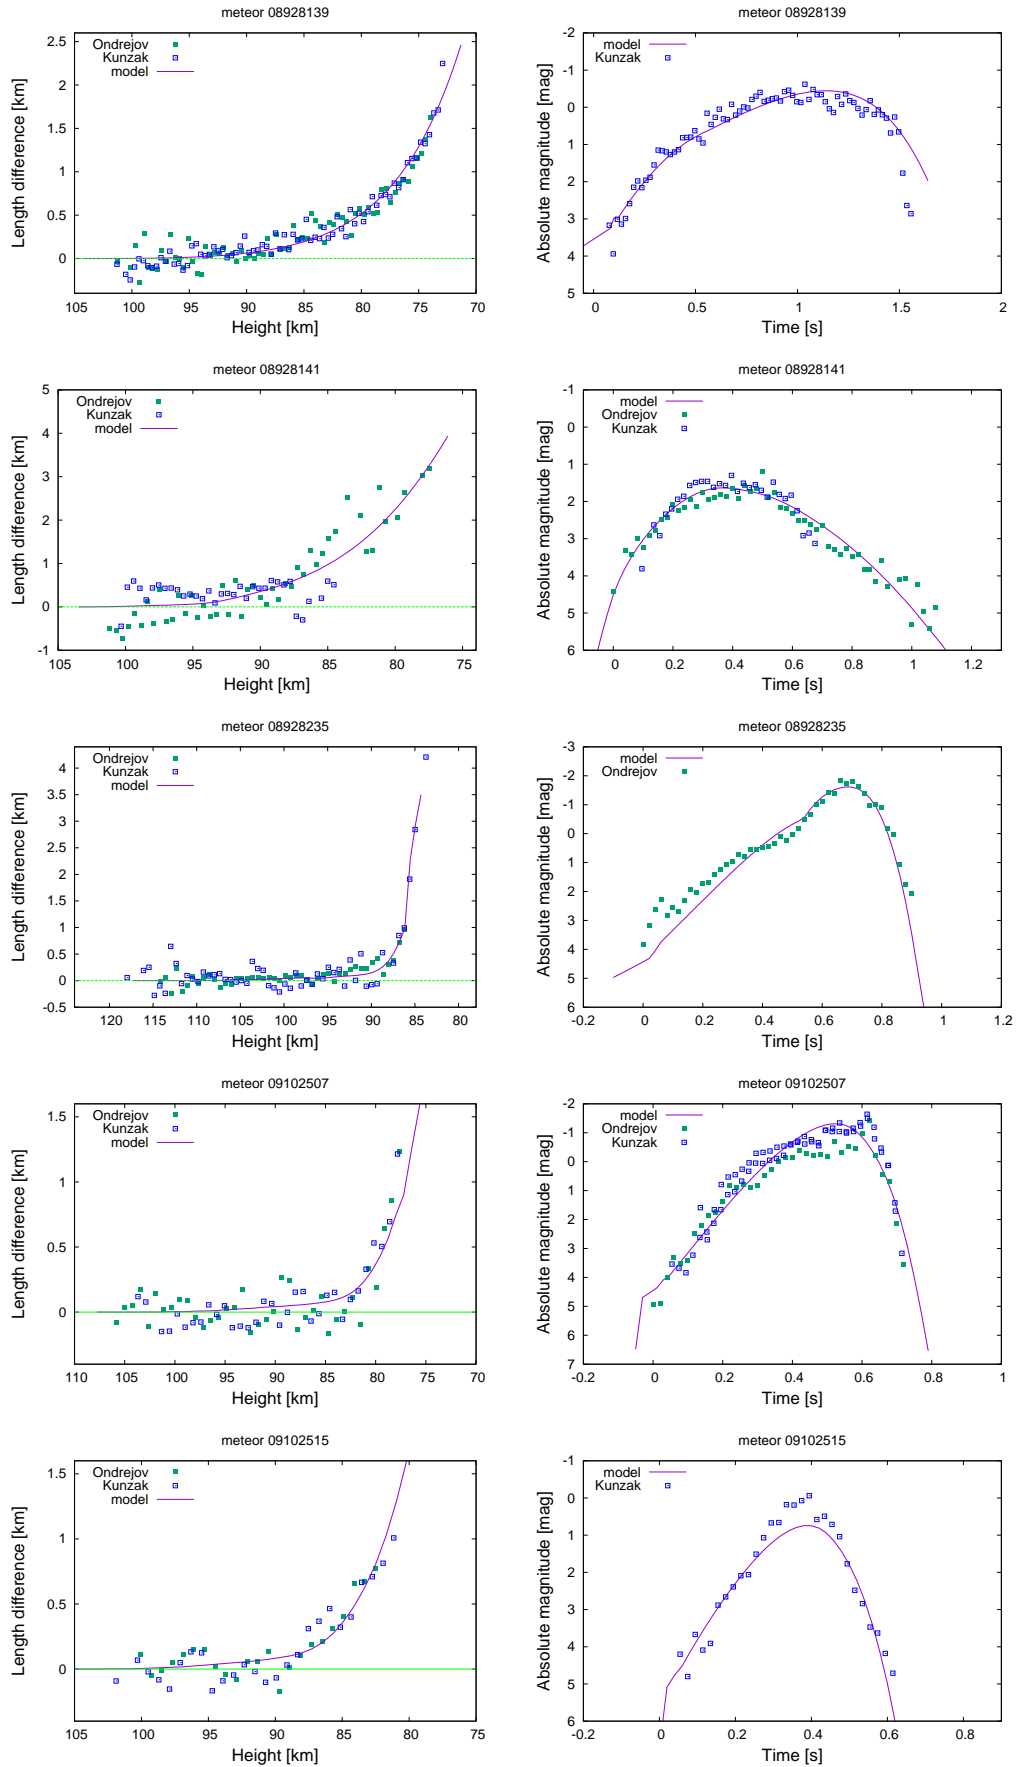 meteor 08928139
Length difference [km]
2.5
2
1.5
1
0.5
0
Ondrejov
Kunzak
model
105 100 95 90 85 80 75 70
Height [km]
meteor 08928139
Absolute magnitude [mag]
-2
-1
0
1
2
3
4
5
model
Kunzak
0 0.5 1 1.5 2
Time [s]
meteor 08928141
Length difference [km]
5
4
3
2
1
0
-1
Ondrejov
Kunzak
model
105 100 95 90 85 80 75
Height [km]
meteor 08928141
Absolute magnitude [mag]
-1
0
1
2
3
4
5
6
model
Ondrejov
Kunzak
0 0.2 0.4 0.6 0.8 1 1.2
Time [s]
meteor 08928235
Length difference [km]
4
3.5
3
2.5
2
1.5
1
0.5
0
-0.5
Ondrejov
Kunzak
model
120 115 110 105 100 95 90 85 80
Height [km]
meteor 08928235
Absolute magnitude [mag]
-3
-2
-1
0
1
2
3
4
5
6
model
Ondrejov
-0.2 0 0.2 0.4 0.6 0.8 1 1.2
Time [s]
meteor 09102507
Length difference [km]
1.5
1
0.5
0
Ondrejov
Kunzak
model
110 105 100 95 90 85 80 75 70
Height [km]
meteor 09102507
Absolute magnitude [mag]
-2
-1
0
1
2
3
4
5
6
7
model
Ondrejov
Kunzak
-0.2 0 0.2 0.4 0.6 0.8 1
Time [s]
meteor 09102515
Length difference [km]
1.5
1
0.5
0
Ondrejov
Kunzak
model
105 100 95 90 85 80 75
Height [km]
meteor 09102515
Absolute magnitude [mag]
-1
0
1
2
3
4
5
6
model
Kunzak
-0.2 0 0.2 0.4 0.6 0.8
Time [s]